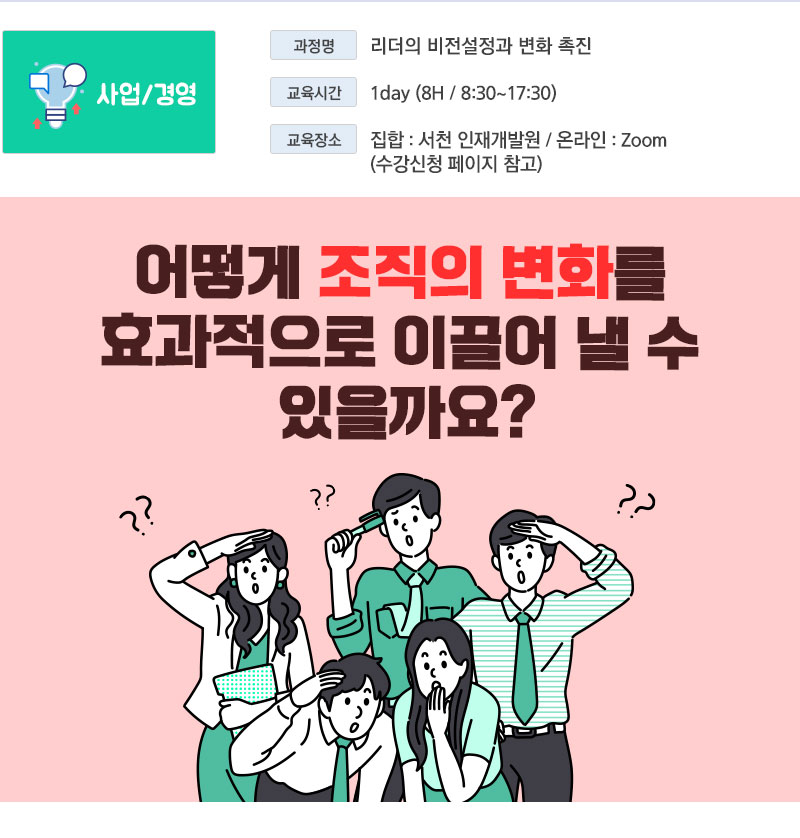 사업/경영
과정명 리더의 비전설정과 변화 촉진
교육시간 1day (8H / 8:30~17:30)
교육장소 집합 : 서천 인재개발원 / 온라인 : Zoom
(수강신청 페이지 참고)
어떻게 조직의 변화를
효과적으로 이끌어 낼 수
있을까요?
?? ?? ??